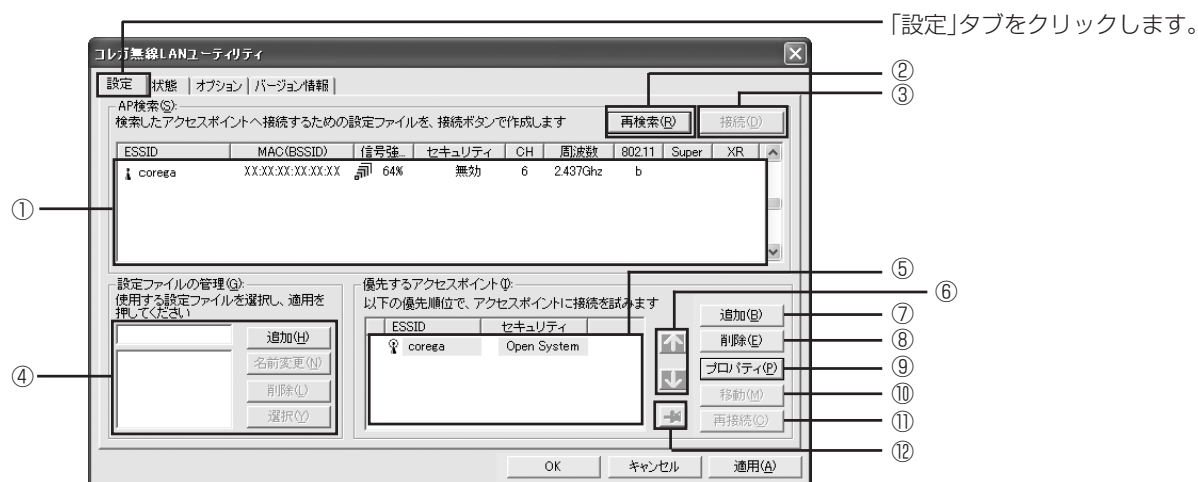 「設定」タブをクリックします。
コレガ無線LANユーティリティ
設定 状態 オプション バージョン情報
②
③
AP検索(S):
検索したアクセスポイントへ接続するための設定ファイルを、接続ボタンで作成します
再検索(R) 接続(D)
ESSID MAC(BSSID) 信号強... セキュリティ CH 周波数 802.11 Super XR
corega XX:XX:XX:XX:XX:XX 64% 無効 6 2.437Ghz b
①
⑤
⑥
設定ファイルの管理(G):
使用する設定ファイルを選択し、適用を
押してください
追加(H)
名前変更(N)
削除(L)
選択(Y)
④
優先するアクセスポイント(I):
以下の優先順位で、アクセスポイントに接続を試みます
ESSID セキュリティ
corega Open System
追加(B) ⑦
削除(E) ⑧
プロパティ(P) ⑨
移動(M) ⑩
再接続(C) ⑪
⑫
OK キャンセル 適用(A)